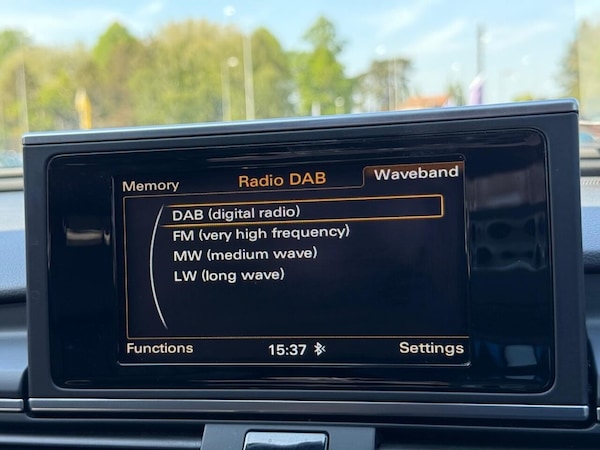 Memory
Radio DAB
Waveband
DAB (digital radio)
FM (very high frequency)
MW (medium wave)
LW (long wave)
Functions
15:37
Settings